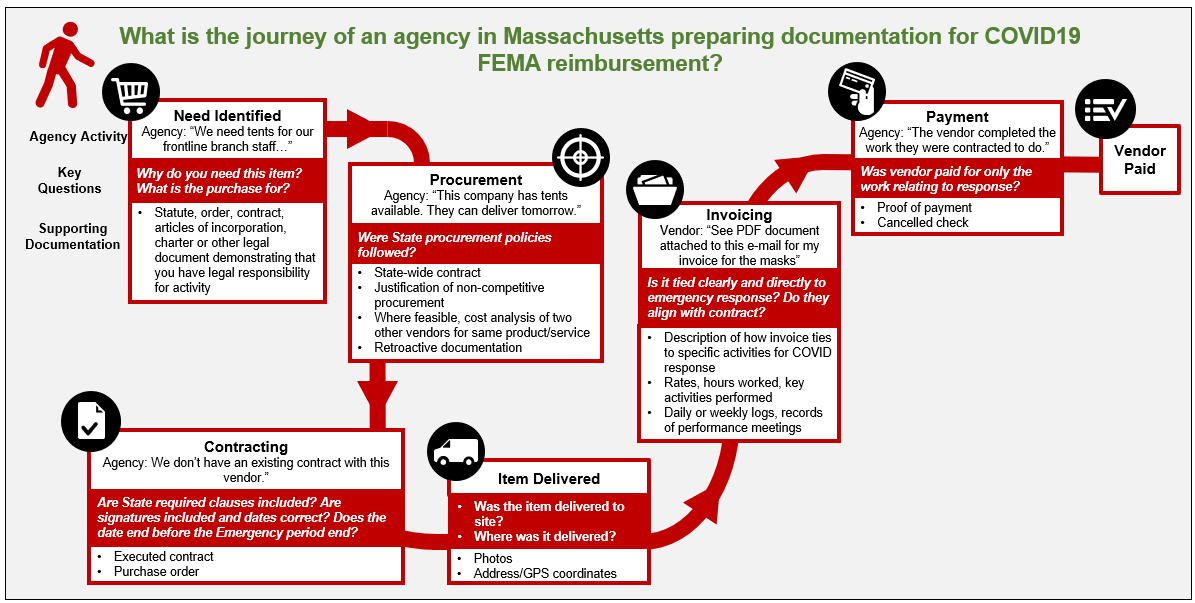 What is the journey of an agency in Massachusetts preparing documentation for COVID19
FEMA reimbursement?
Agency Activity
Key
Questions
Supporting
Documentation
Need Identified
Agency: “We need tents for our
frontline branch staff…”
Why do you need this item?
What is the purchase for?
• Statute, order, contract,
articles of incorporation,
charter or other legal
document demonstrating that
you have legal responsibility
for activity
Procurement
Agency: “This company has tents
available. They can deliver tomorrow.”
Were State procurement policies
followed?
• State-wide contract
• Justification of non-competitive
procurement
• Where feasible, cost analysis of two
other vendors for same product/service
• Retroactive documentation
Contracting
Agency: We don’t have an existing contract with this
vendor.”
Are State required clauses included? Are
signatures included and dates correct? Does the
date end before the Emergency period end?
• Executed contract
• Purchase order
Item Delivered
• Was the item delivered to
site?
• Where was it delivered?
• Photos
• Address/GPS coordinates
Invoicing
Vendor: “See PDF document
attached to this e-mail for my
invoice for the masks”
Is it tied clearly and directly to
emergency response? Do they
align with contract?
• Description of how invoice ties
to specific activities for COVID
response
• Rates, hours worked, key
activities performed
• Daily or weekly logs, records
of performance meetings
Payment
Agency: “The vendor completed the
work they were contracted to do.”
Was vendor paid for only the
work relating to response?
• Proof of payment
• Cancelled check
Vendor
Paid